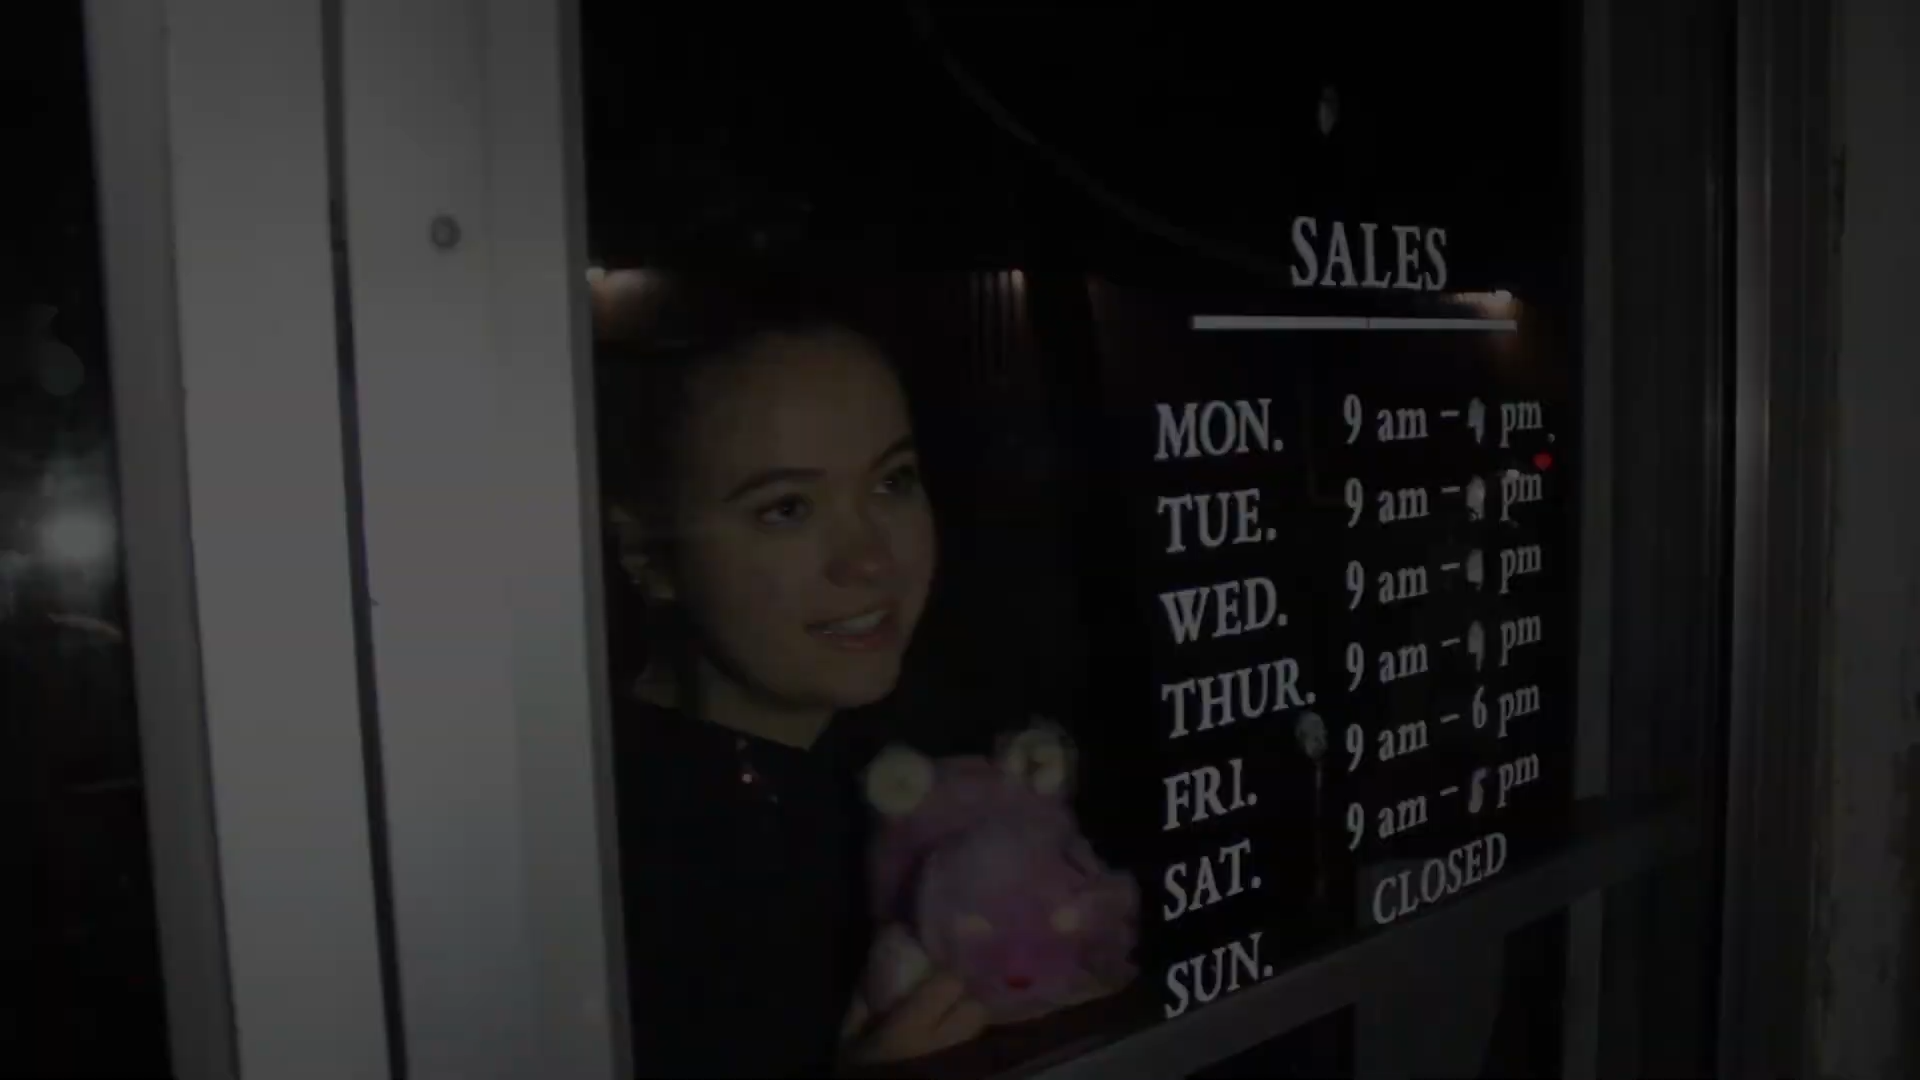 SALES
MON. 9 am - pm
TUE. 9 am - pm
WED. 9 am - pm
THUR. 9 am - pm
FRI. 9 am - 6 pm
SAT. 9 am - pm
SUN. CLOSED